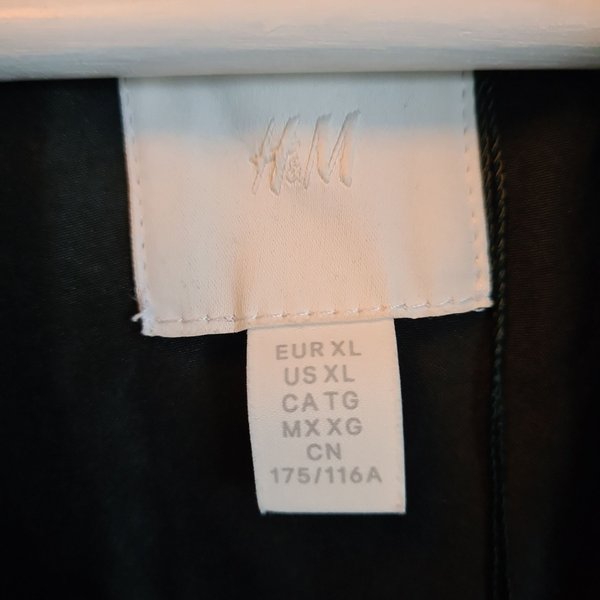 H&M
EUR XL
US XL
CA TG
MX XG
CN
175/116A